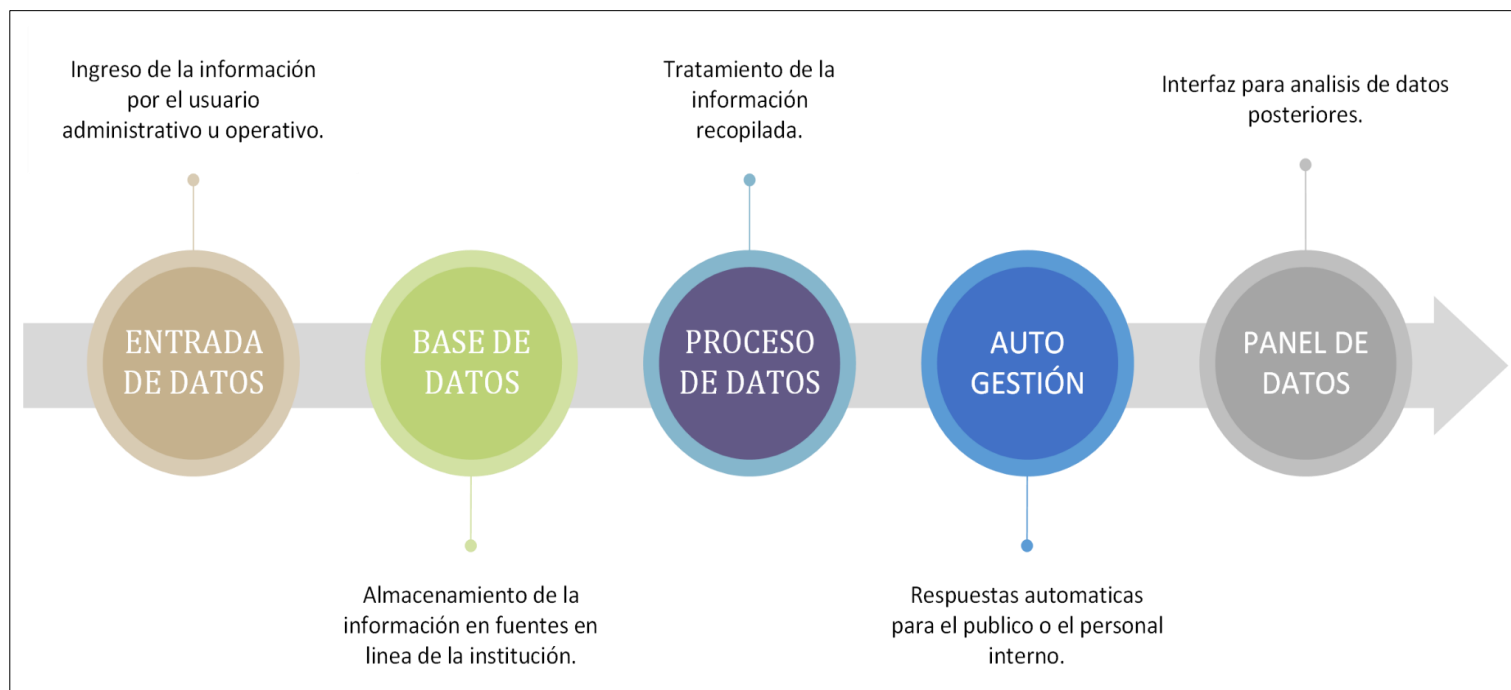 Ingreso de la información
por el usuario
administrativo u operativo.
Tratamiento de la
información
recopilada.
Interfaz para analisis de datos
posteriores.
ENTRADA
DE DATOS
BASE DE
DATOS
PROCESO
DE DATOS
AUTO
GESTIÓN
PANEL DE
DATOS
Almacenamiento de la
información en fuentes en
linea de la institución.
Respuestas automaticas
para el publico o el personal
interno.